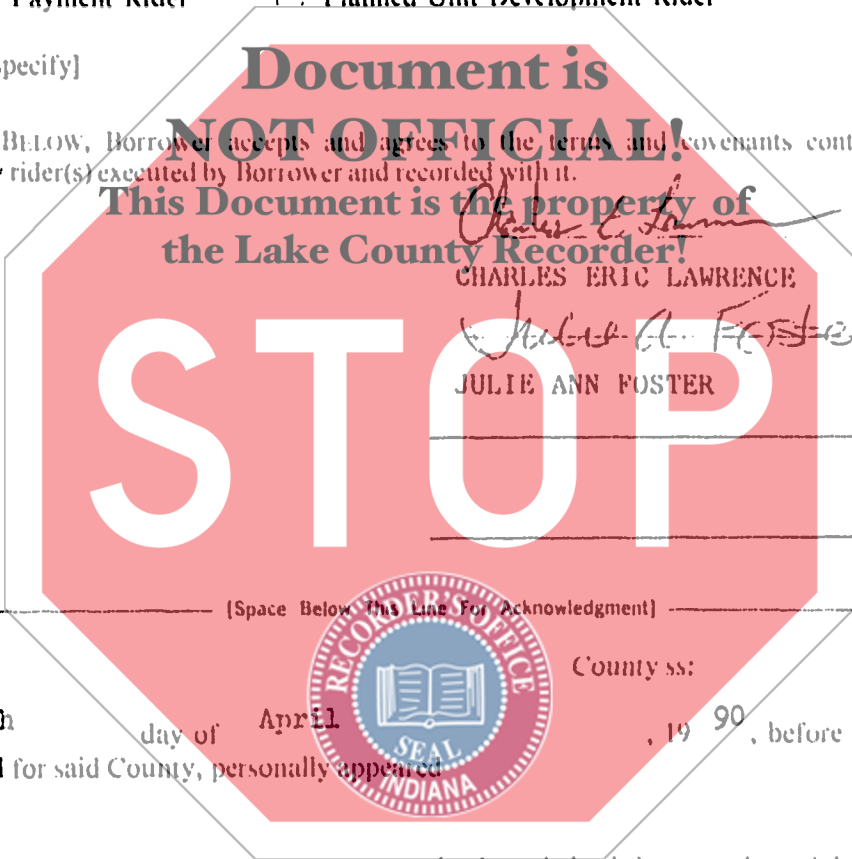 Payment Rider Planned Unit Development Rider
specify]
Document is
NOT OFFICIAL!
BELOW, Borrower accepts and agrees to the terms and covenants cont
rider(s) executed by Borrower and recorded with it.
This Document is the property of
the Lake County Recorder!
Charles E.
CHARLES ERIC LAWRENCE
Julie A. Foste
JULIE ANN FOSTER
STOP
[Space Below This Line For Acknowledgment]
RECORDER'S OFFICE
SEAL
INDIANA
County ss:
day of April , 19 90 , before
for said County, personally appeared